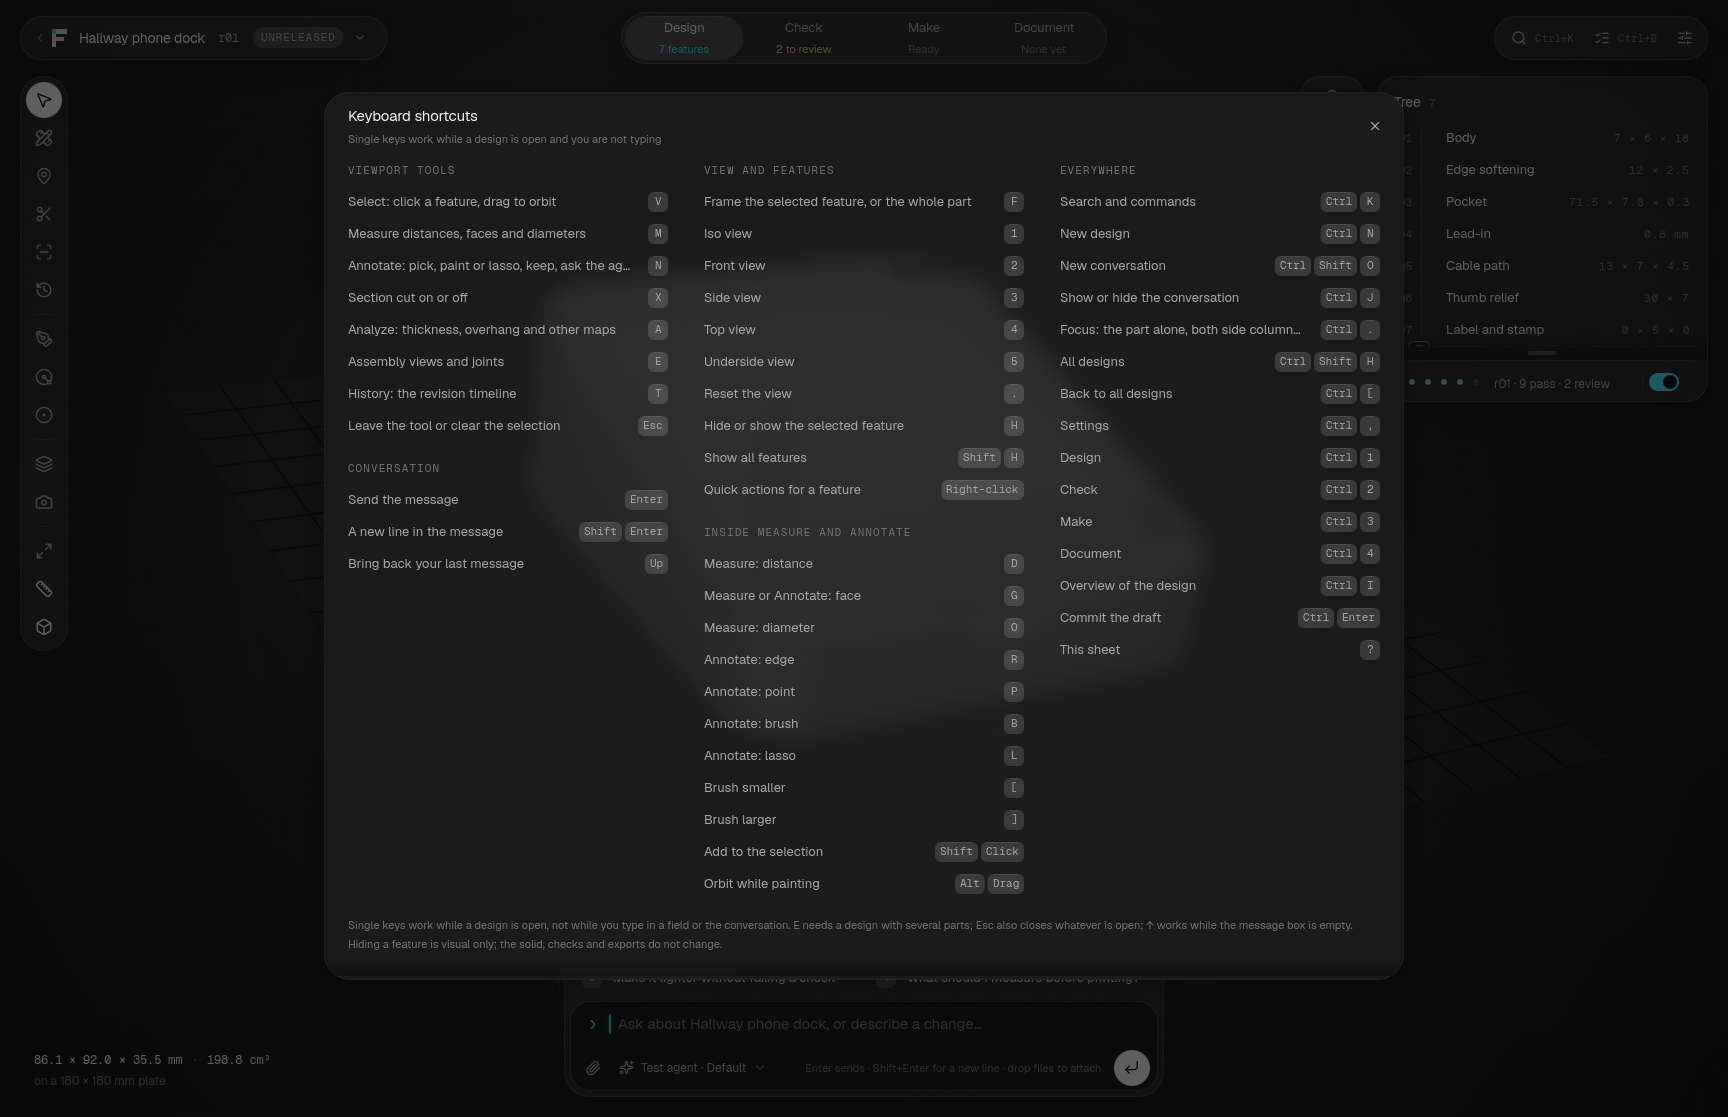 Hallway phone dock r01 UNRELEASED
Design
7 features
Check
2 to review
Make
Ready
Document
None yet
Ctrl+K
Ctrl+B
Keyboard shortcuts
Single keys work while a design is open and you are not typing
VIEWPORT TOOLS
Select: click a feature, drag to orbit V
Measure distances, faces and diameters M
Annotate: pick, paint or lasso, keep, ask the ag… N
Section cut on or off X
Analyze: thickness, overhang and other maps A
Assembly views and joints E
History: the revision timeline T
Leave the tool or clear the selection Esc
CONVERSATION
Send the message Enter
A new line in the message Shift Enter
Bring back your last message Up
VIEW AND FEATURES
Frame the selected feature, or the whole part F
Iso view 1
Front view 2
Side view 3
Top view 4
Underside view 5
Reset the view .
Hide or show the selected feature H
Show all features Shift H
Quick actions for a feature Right-click
INSIDE MEASURE AND ANNOTATE
Measure: distance D
Measure or Annotate: face G
Measure: diameter O
Annotate: edge R
Annotate: point P
Annotate: brush B
Annotate: lasso L
Brush smaller [
Brush larger ]
Add to the selection Shift Click
Orbit while painting Alt Drag
EVERYWHERE
Search and commands Ctrl K
New design Ctrl N
New conversation Ctrl Shift O
Show or hide the conversation Ctrl J
Focus: the part alone, both side column… Ctrl .
All designs Ctrl Shift H
Back to all designs Ctrl [
Settings Ctrl ,
Design Ctrl 1
Check Ctrl 2
Make Ctrl 3
Document Ctrl 4
Overview of the design Ctrl I
Commit the draft Ctrl Enter
This sheet ?
Single keys work while a design is open, not while you type in a field or the conversation. E needs a design with several parts; Esc also closes whatever is open; ↑ works while the message box is empty.
Hiding a feature is visual only; the solid, checks and exports do not change.
Tree 7
Body 7 × 6 × 18
Edge softening 12 × 2.5
Pocket 71.5 × 7.8 × 0.3
Lead-in 0.8 mm
Cable path 13 × 7 × 4.5
Thumb relief 30 × 7
Label and stamp 0 × 5 × 0
r01 · 9 pass · 2 review
Make it lighter without failing a check
What should I measure before printing?
Ask about Hallway phone dock, or describe a change…
Test agent · Default
Enter sends · Shift+Enter for a new line · drop files to attach
86.1 × 92.0 × 35.5 mm · 198.8 cm³
on a 180 × 180 mm plate